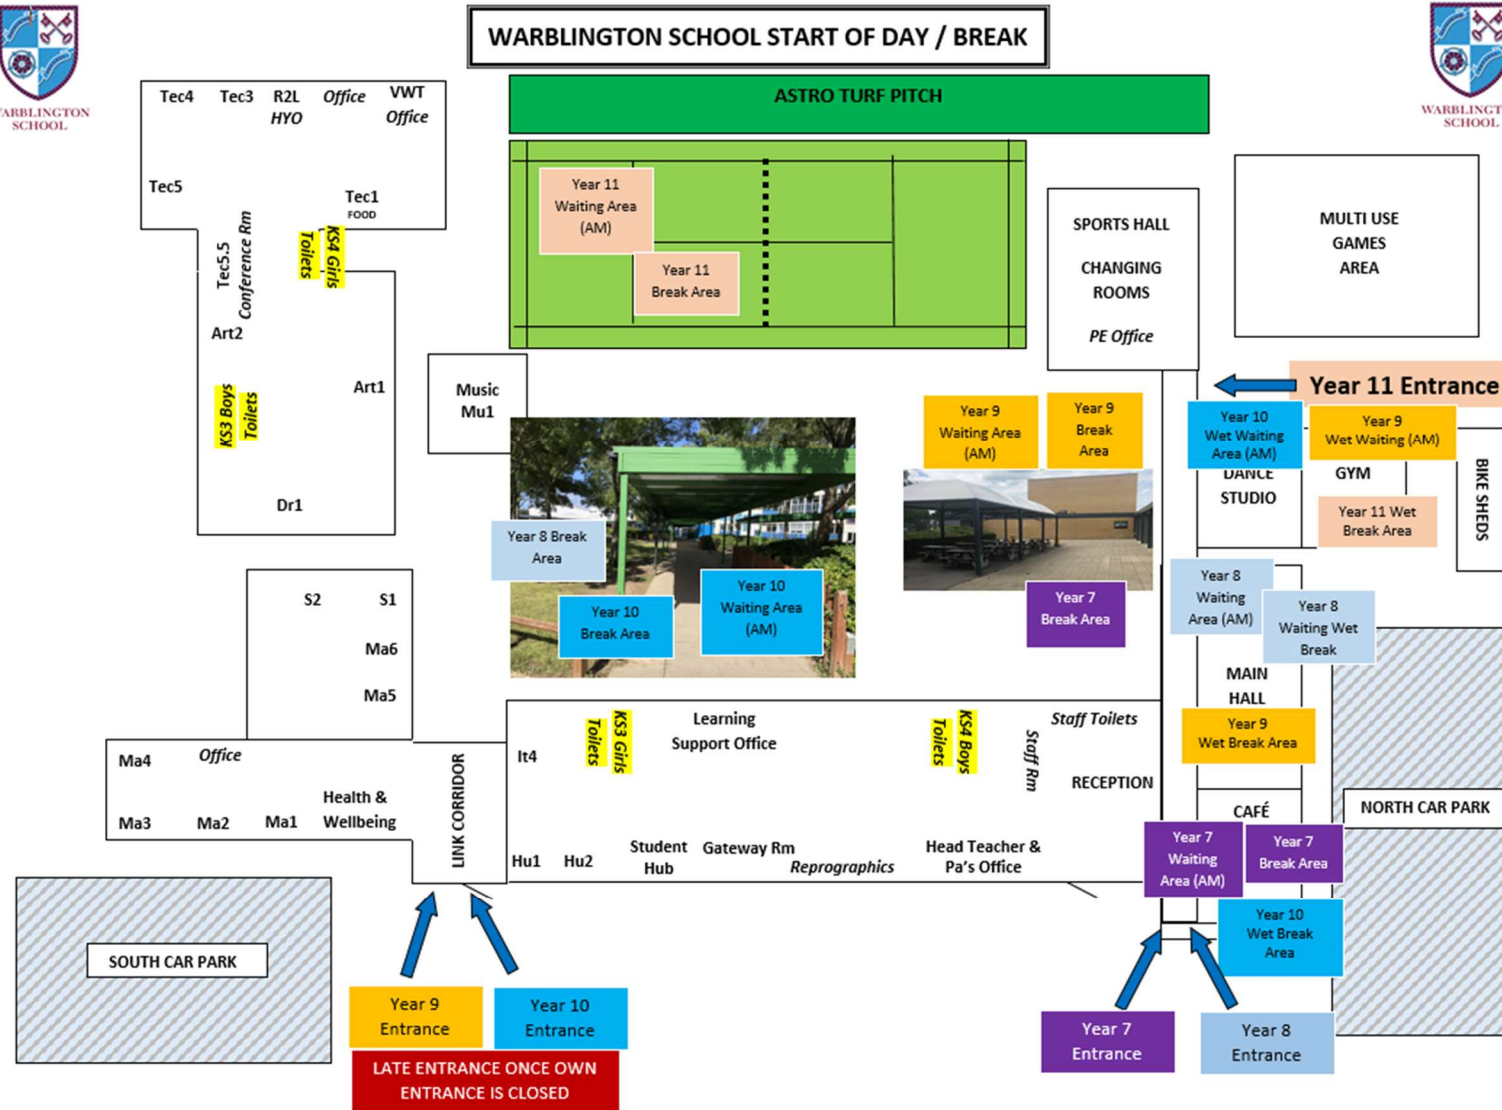 WARBLINGTON SCHOOL START OF DAY / BREAK
WARBLINGTON
SCHOOL
WARBLINGTON
SCHOOL
ASTRO TURF PITCH
Tec4
Tec3
R2L
HYO
Office
VWT
Office
Tec5
Tec1
FOOD
Tec5.5
Conference Rm
KS4 Girls
Toilets
Art2
Art1
KS3 Boys
Toilets
Dr1
Music
Mu1
Year 11
Waiting Area
(AM)
Year 11
Break Area
SPORTS HALL
CHANGING
ROOMS
PE Office
MULTI USE
GAMES
AREA
Year 11 Entrance
Year 9
Waiting Area
(AM)
Year 9
Break
Area
Year 10
Wet Waiting
Area (AM)
Year 9
Wet Waiting (AM)
DANCE
STUDIO
GYM
BIKE SHEDS
Year 11 Wet
Break Area
Year 8 Break
Area
Year 10
Break Area
Year 10
Waiting Area
(AM)
Year 7
Break Area
Year 8
Waiting
Area (AM)
Year 8
Waiting Wet
Break
MAIN
HALL
Year 9
Wet Break Area
S2
S1
Ma6
Ma5
Ma4
Office
Ma3
Ma2
Ma1
Health &
Wellbeing
LINK CORRIDOR
It4
KS3 Girls
Toilets
Learning
Support Office
KS4 Boys
Toilets
Staff Rm
Staff Toilets
RECEPTION
Hu1
Hu2
Student
Hub
Gateway Rm
Reprographics
Head Teacher &
Pa's Office
CAFÉ
NORTH CAR PARK
Year 7
Waiting
Area (AM)
Year 7
Break Area
Year 10
Wet Break
Area
SOUTH CAR PARK
Year 9
Entrance
Year 10
Entrance
LATE ENTRANCE ONCE OWN
ENTRANCE IS CLOSED
Year 7
Entrance
Year 8
Entrance